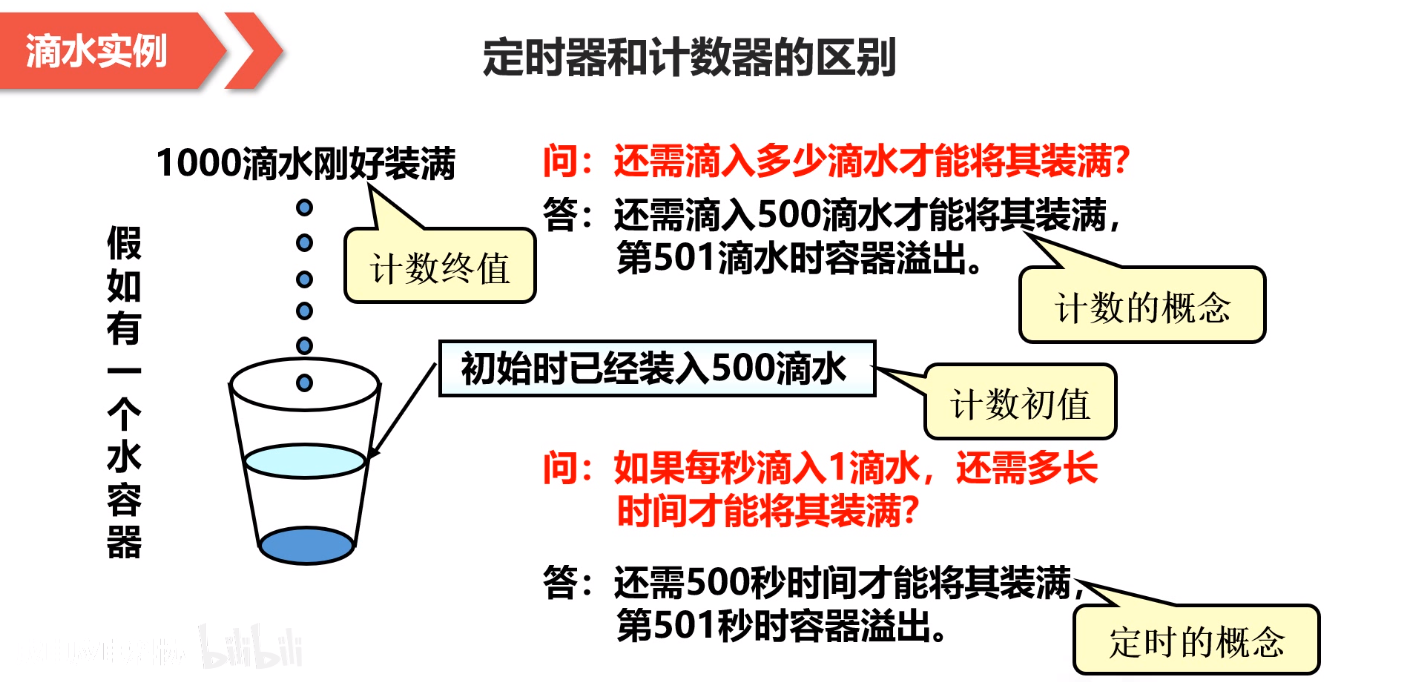 滴水实例
定时器和计数器的区别
1000滴水刚好装满
计数终值
假如有一个水容器
问：还需滴入多少滴水才能将其装满?
答：还需滴入500滴水才能将其装满，
第501滴水时容器溢出。
计数的概念
初始时已经装入500滴水
计数初值
问：如果每秒滴入1滴水，还需多长
时间才能将其装满?
答：还需500秒时间才能将其装满，
第501秒时容器溢出。
定时的概念
bilibili